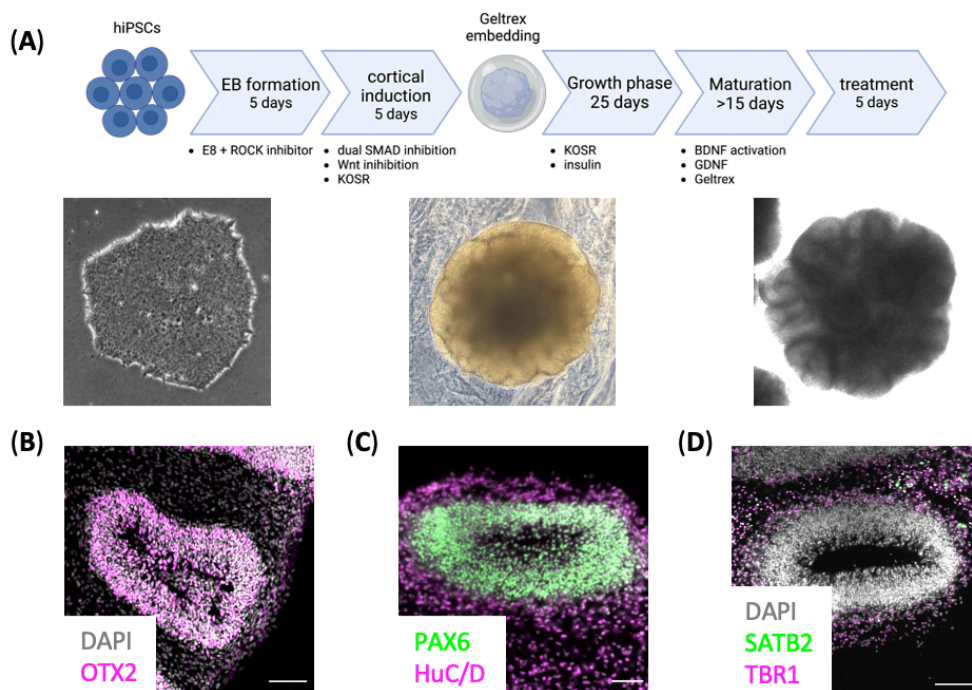 (A)
hiPSCs
EB formation
5 days
cortical
induction
5 days
Geltrex
embedding
Growth phase
25 days
Maturation
>15 days
treatment
5 days
• E8 + ROCK inhibitor
• dual SMAD inhibition
• Wnt inihibition
• KOSR
• KOSR
• insulin
• BDNF activation
• GDNF
• Geltrex
(B)
DAPI
OTX2
(C)
PAX6
HuC/D
(D)
DAPI
SATB2
TBR1